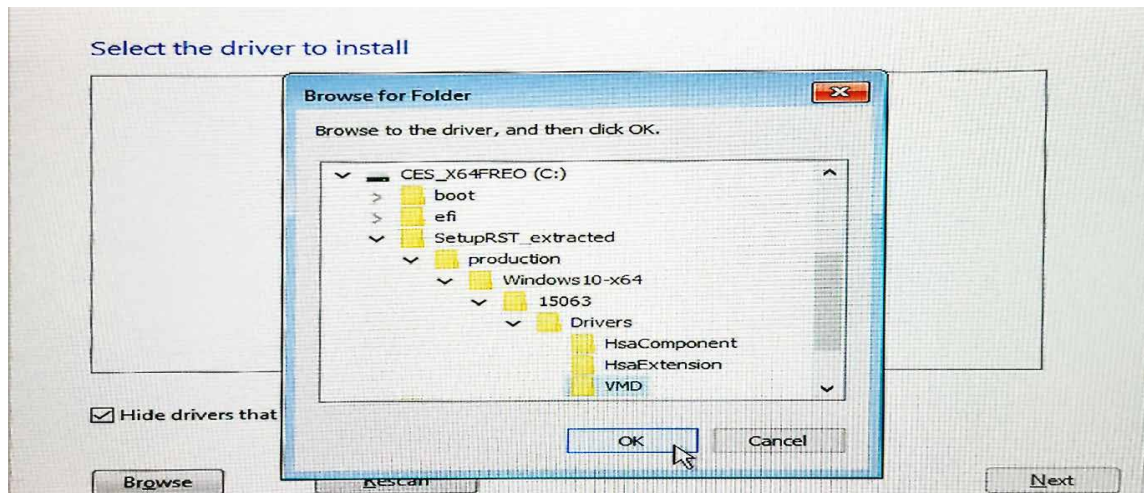 Select the driver to install
Browse for Folder
Browse to the driver, and then click OK.
CES_X64FREO (C:)
boot
efi
SetupRST_extracted
production
Windows10-x64
15063
Drivers
HsaComponent
HsaExtension
VMD
Hide drivers that
OK Cancel
Browse Rescan Next